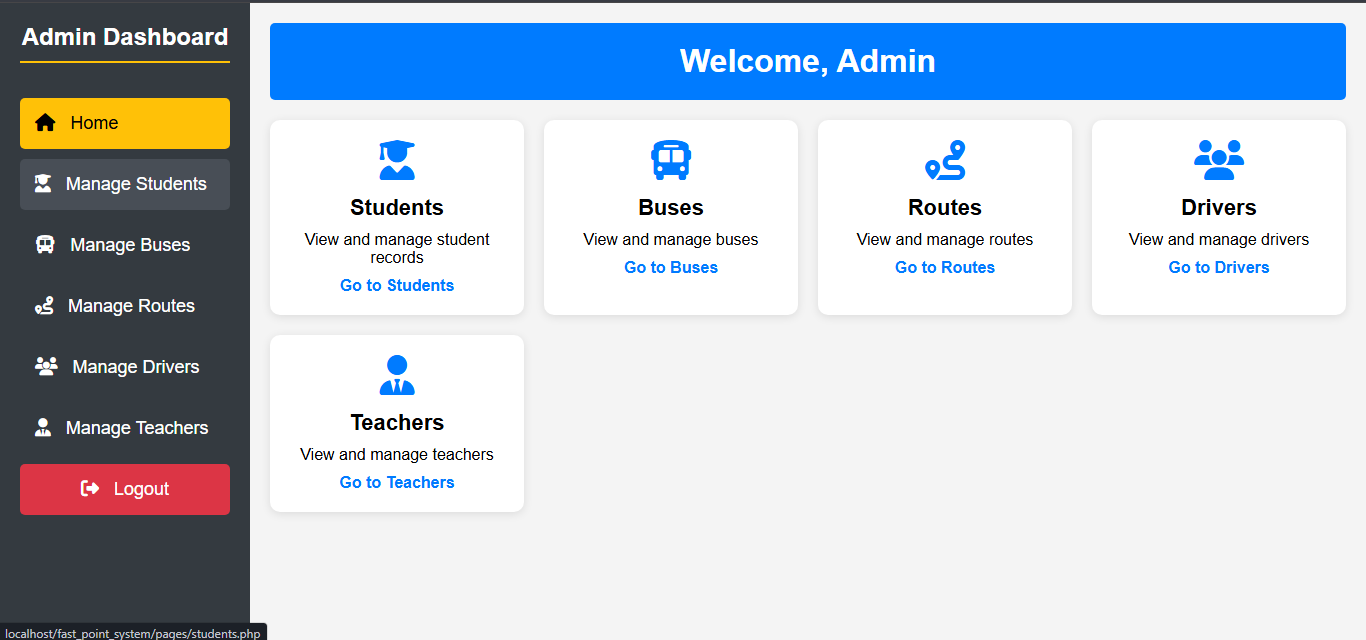 Admin Dashboard
Home
Manage Students
Manage Buses
Manage Routes
Manage Drivers
Manage Teachers
Logout
Welcome, Admin
Students
View and manage student
records
Go to Students
Buses
View and manage buses
Go to Buses
Routes
View and manage routes
Go to Routes
Drivers
View and manage drivers
Go to Drivers
Teachers
View and manage teachers
Go to Teachers
localhost/fast_point_system/pages/students.php